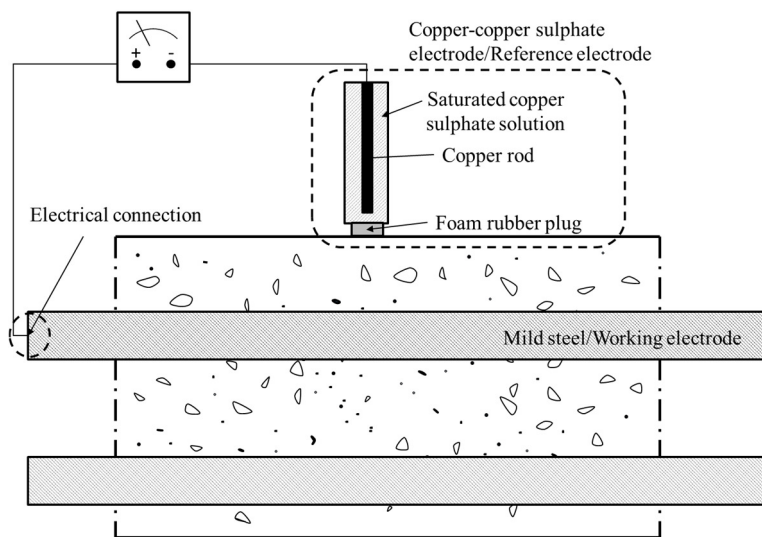 Copper-copper sulphate
electrode/Reference electrode
+ -
Saturated copper
sulphate solution
Copper rod
Electrical connection
Foam rubber plug
Mild steel/Working electrode